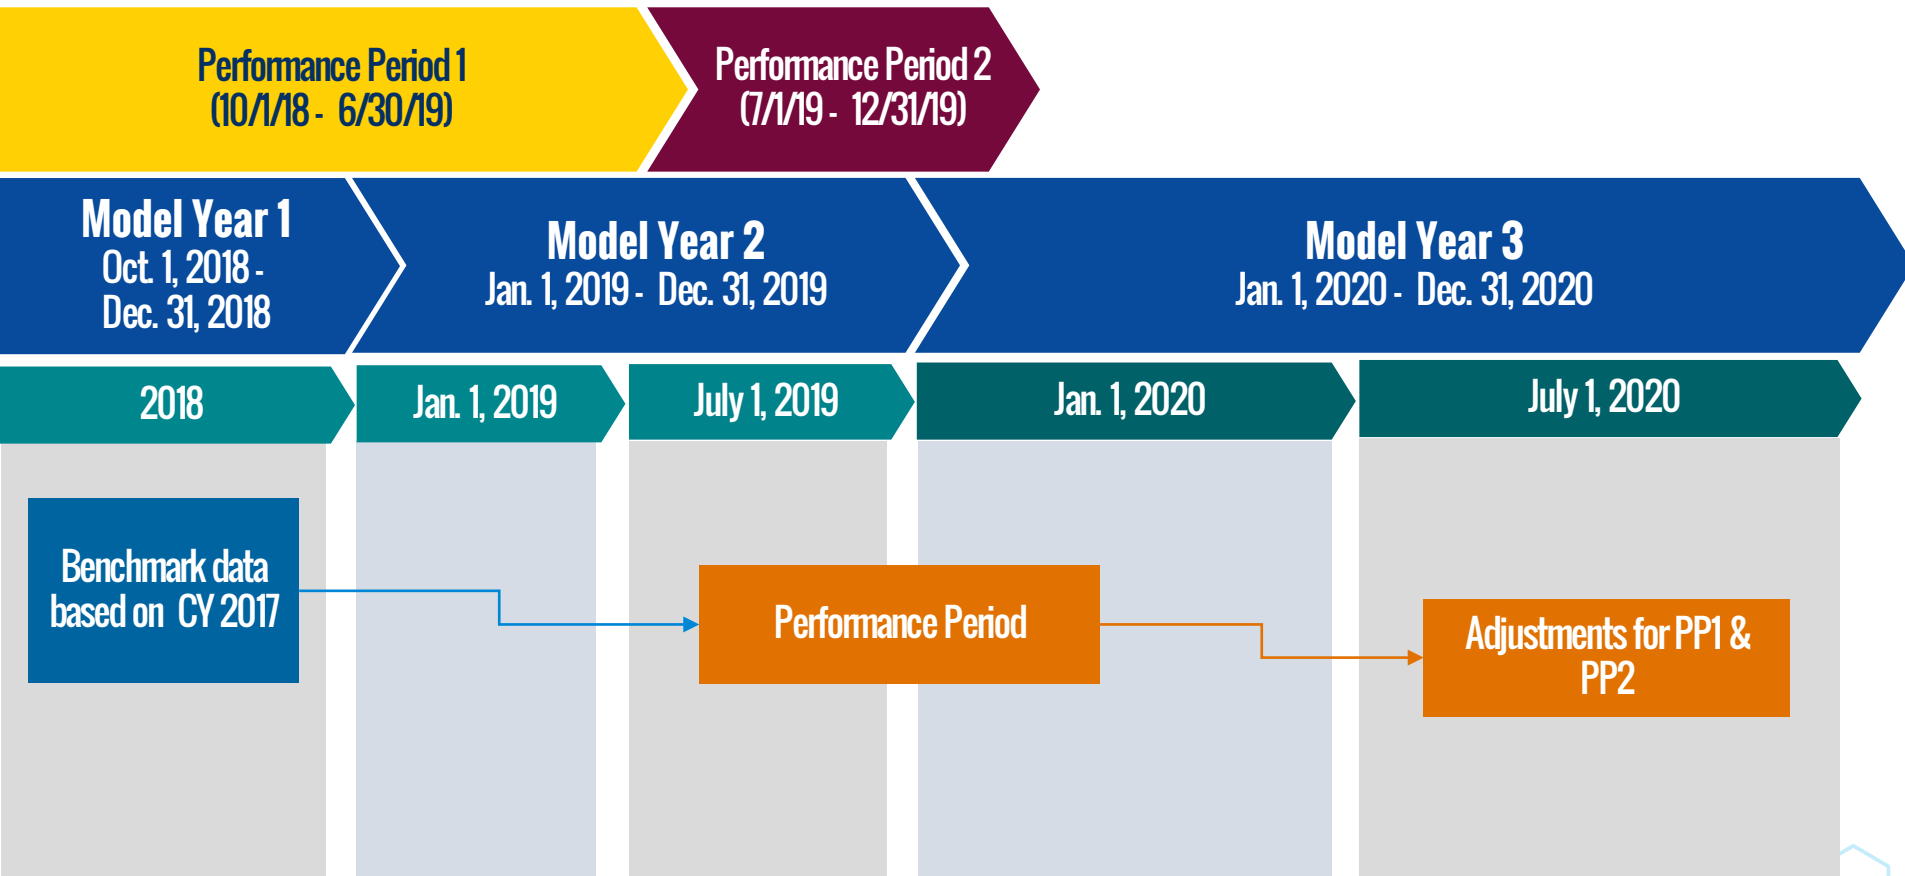 Performance Period 1
(10/1/18 - 6/30/19)
Performance Period 2
(7/1/19 - 12/31/19)
Model Year 1
Oct. 1, 2018 -
Dec. 31, 2018
Model Year 2
Jan. 1, 2019 - Dec. 31, 2019
Model Year 3
Jan. 1, 2020 - Dec. 31, 2020
2018
Jan. 1, 2019
July 1, 2019
Jan. 1, 2020
July 1, 2020
Benchmark data
based on CY 2017
Performance Period
Adjustments for PP1 &
PP2